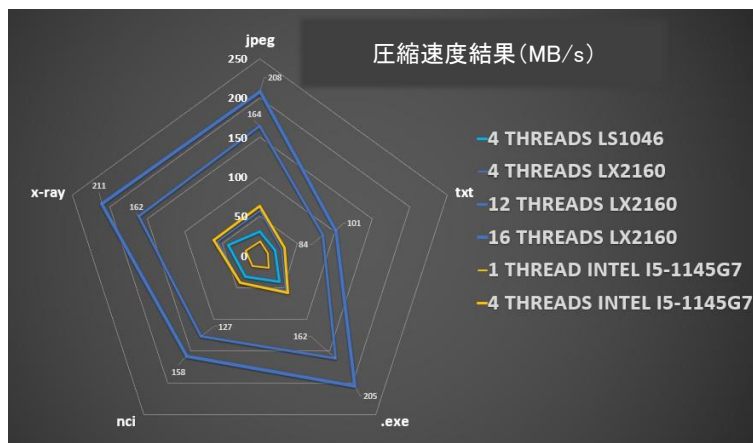 jpeg
圧縮速度結果（MB/s）
250
208
200
164
150
100
50
0
x-ray
211
162
txt
101
84
4 THREADS LS1046
4 THREADS LX2160
12 THREADS LX2160
16 THREADS LX2160
1 THREAD INTEL I5-1145G7
4 THREADS INTEL I5-1145G7
127
162
158
205
nci
.exe